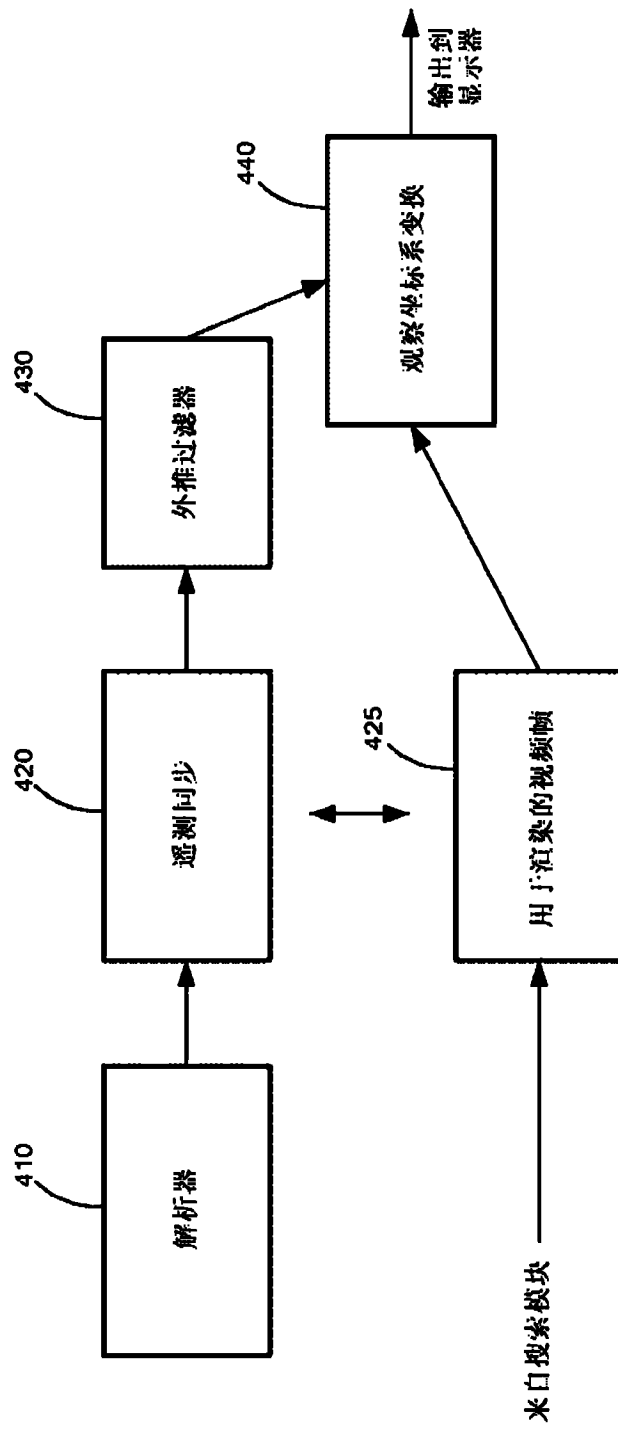 410
解析器
420
遥测同步
430
外推过滤器
440
观察坐标系变换
输出到
显示器
425
用于渲染的视频帧
来自搜索模块